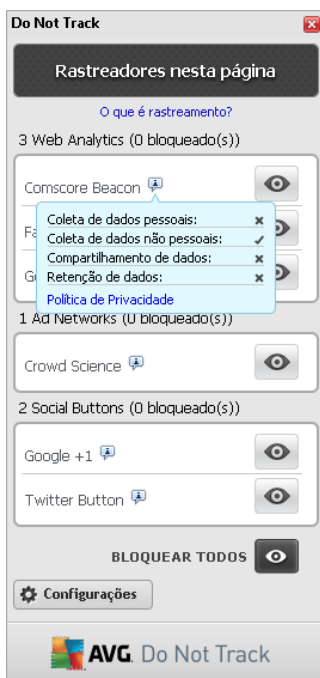 Do Not Track
Rastreadores nesta página
O que é rastreamento?
3 Web Analytics (0 bloqueado(s))
Comscore Beacon
Coleta de dados pessoais:
Coleta de dados não pessoais:
Compartilhamento de dados:
Retenção de dados:
Política de Privacidade
1 Ad Networks (0 bloqueado(s))
Crowd Science
2 Social Buttons (0 bloqueado(s))
Google +1
Twitter Button
BLOQUEAR TODOS
Configurações
AVG. Do Not Track